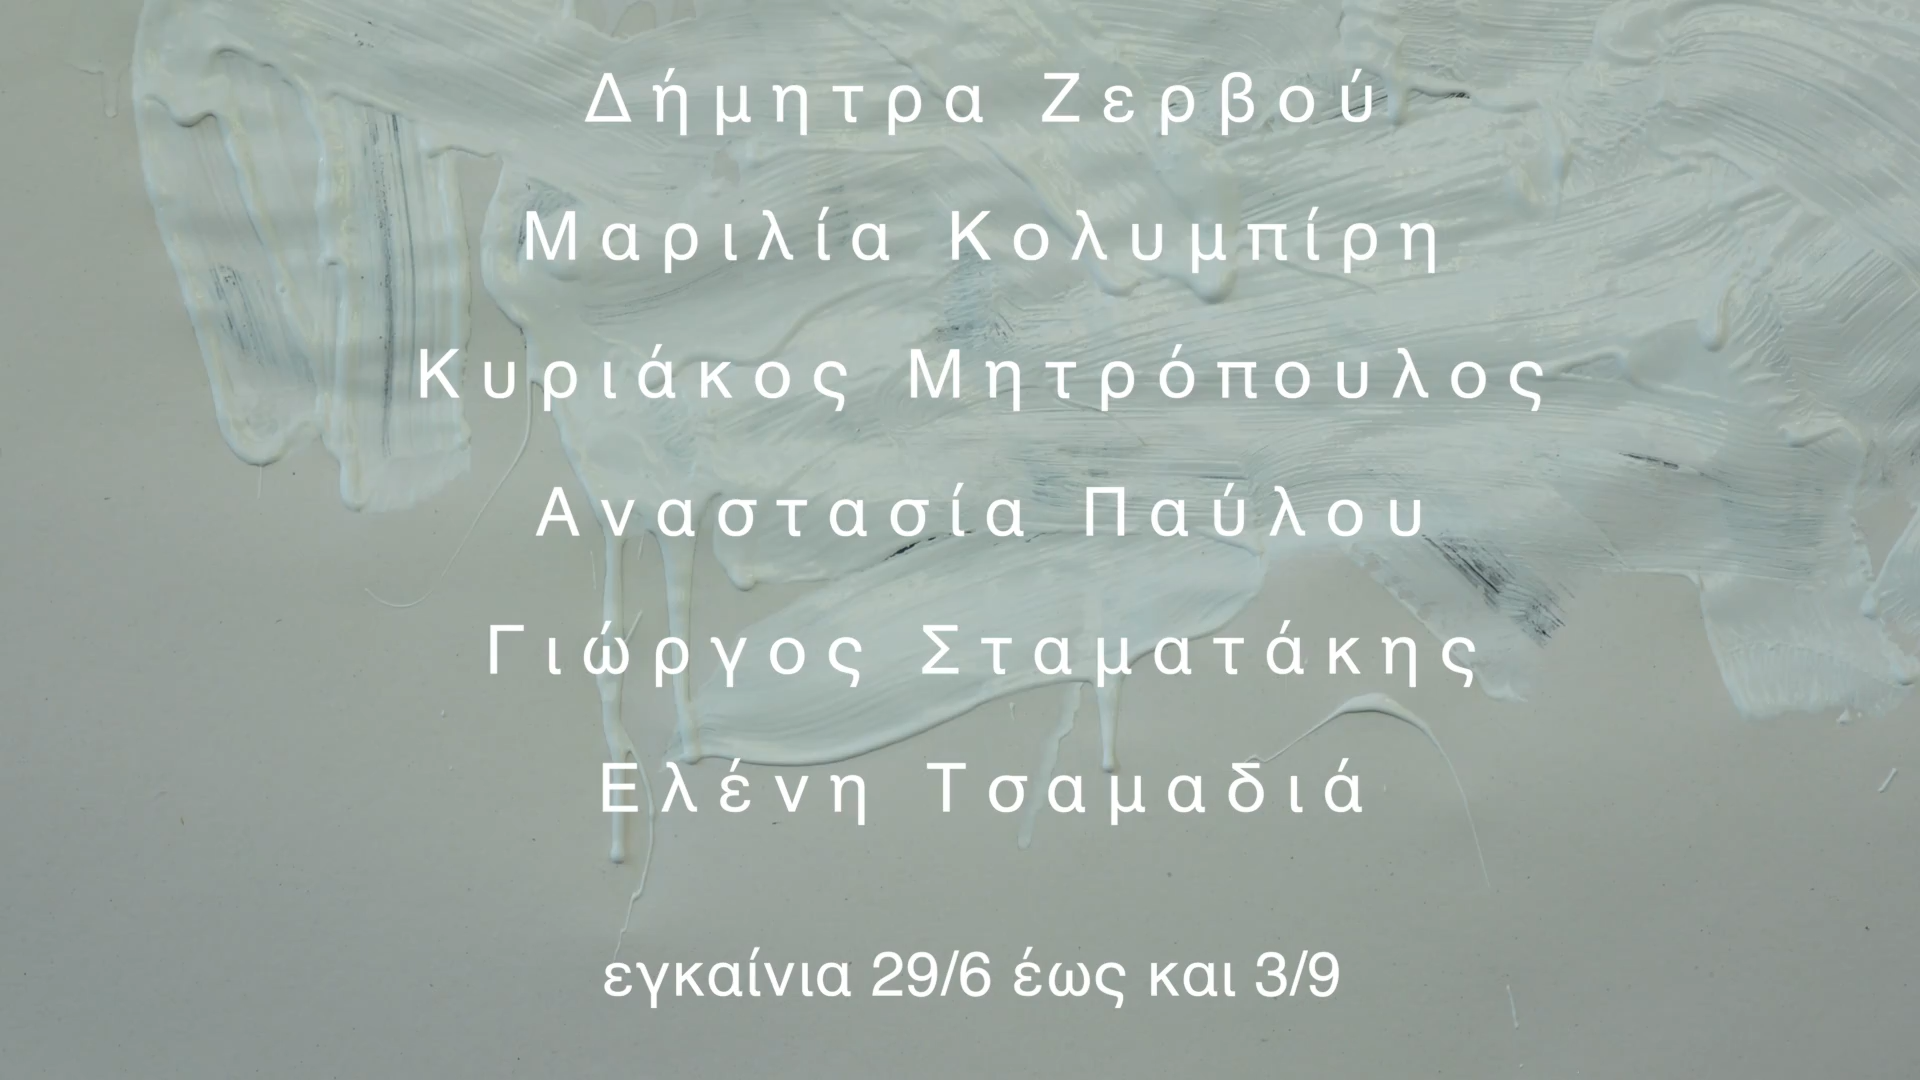 Δήμητρα Ζερβού
Μαριλία Κολυμπίρη
Κυριάκος Μητρόπουλος
Αναστασία Παύλου
Γιώργος Σταματάκης
Ελένη Τσαμαδιά
εγκαίνια 29/6 έως και 3/9